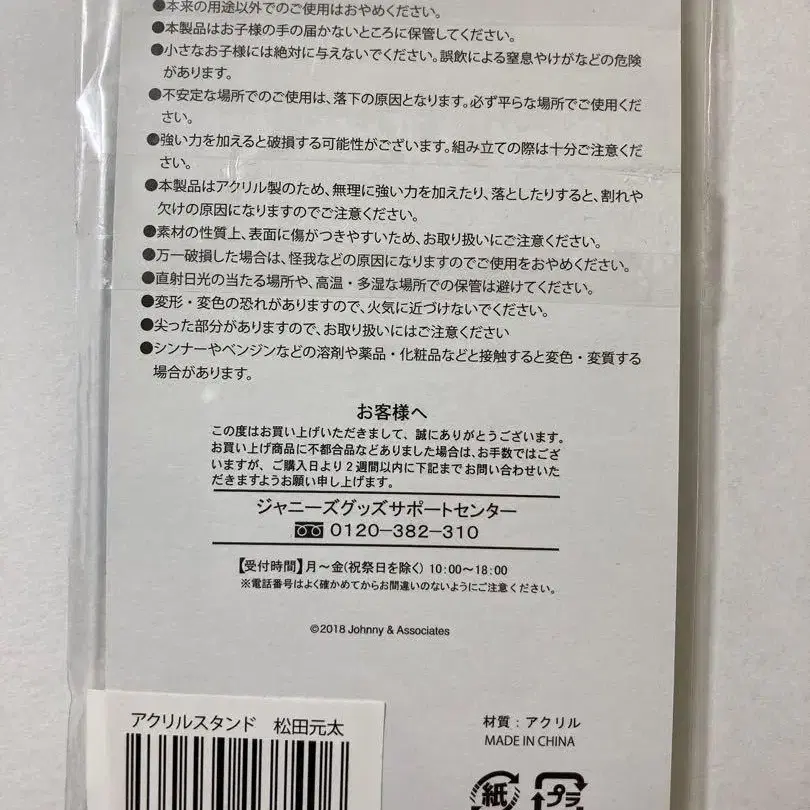 ●本来の用途以外でのご使用はおやめください。
●本製品はお子様の手の届かないところに保管してください。
●小さなお子様には絶対に与えないでください。誤飲による窒息やけがなどの危険
があります。
●不安定な場所でのご使用は、落下の原因となります。必ず平らな場所でご使用くだ
さい。
●強い力を加えると破損する可能性がございます。組み立ての際は十分ご注意くだ
さい。
●本製品はアクリル製のため、無理に強い力を加えたり、落としたりすると、割れや
欠けの原因になりますのでご注意ください。
●素材の性質上、表面に傷がつきやすいため、お取り扱いにご注意ください。
●万一破損した場合は、怪我などの原因になりますのでご使用をおやめください。
●直射日光の当たる場所や、高温・多湿な場所での保管は避けてください。
●変形・変色の恐れがありますので、火気に近づけないでください。
●尖った部分がありますので、お取り扱いにはご注意ください
●シンナーやベンジンなどの溶剤や薬品・化粧品などと接触すると変色・変質する
場合があります。
お客様へ
この度はお買い上げいただきまして、誠にありがとうございます。
お買い上げ商品に不都合品などありました場合は、お手数ではござ
いますが、ご購入日より2週間以内に下記までお問い合わせいた
だきますようお願い申し上げます。
ジャニーズグッズサポートセンター
0120-382-310
【受付時間】月～金(祝祭日を除く) 10:00～18:00
※電話番号はよく確かめてからお間違いのないようにご注意ください。
©2018 Johnny & Associates
アクリルスタンド 松田元太
材質:アクリル
MADE IN CHINA
紙
プラ